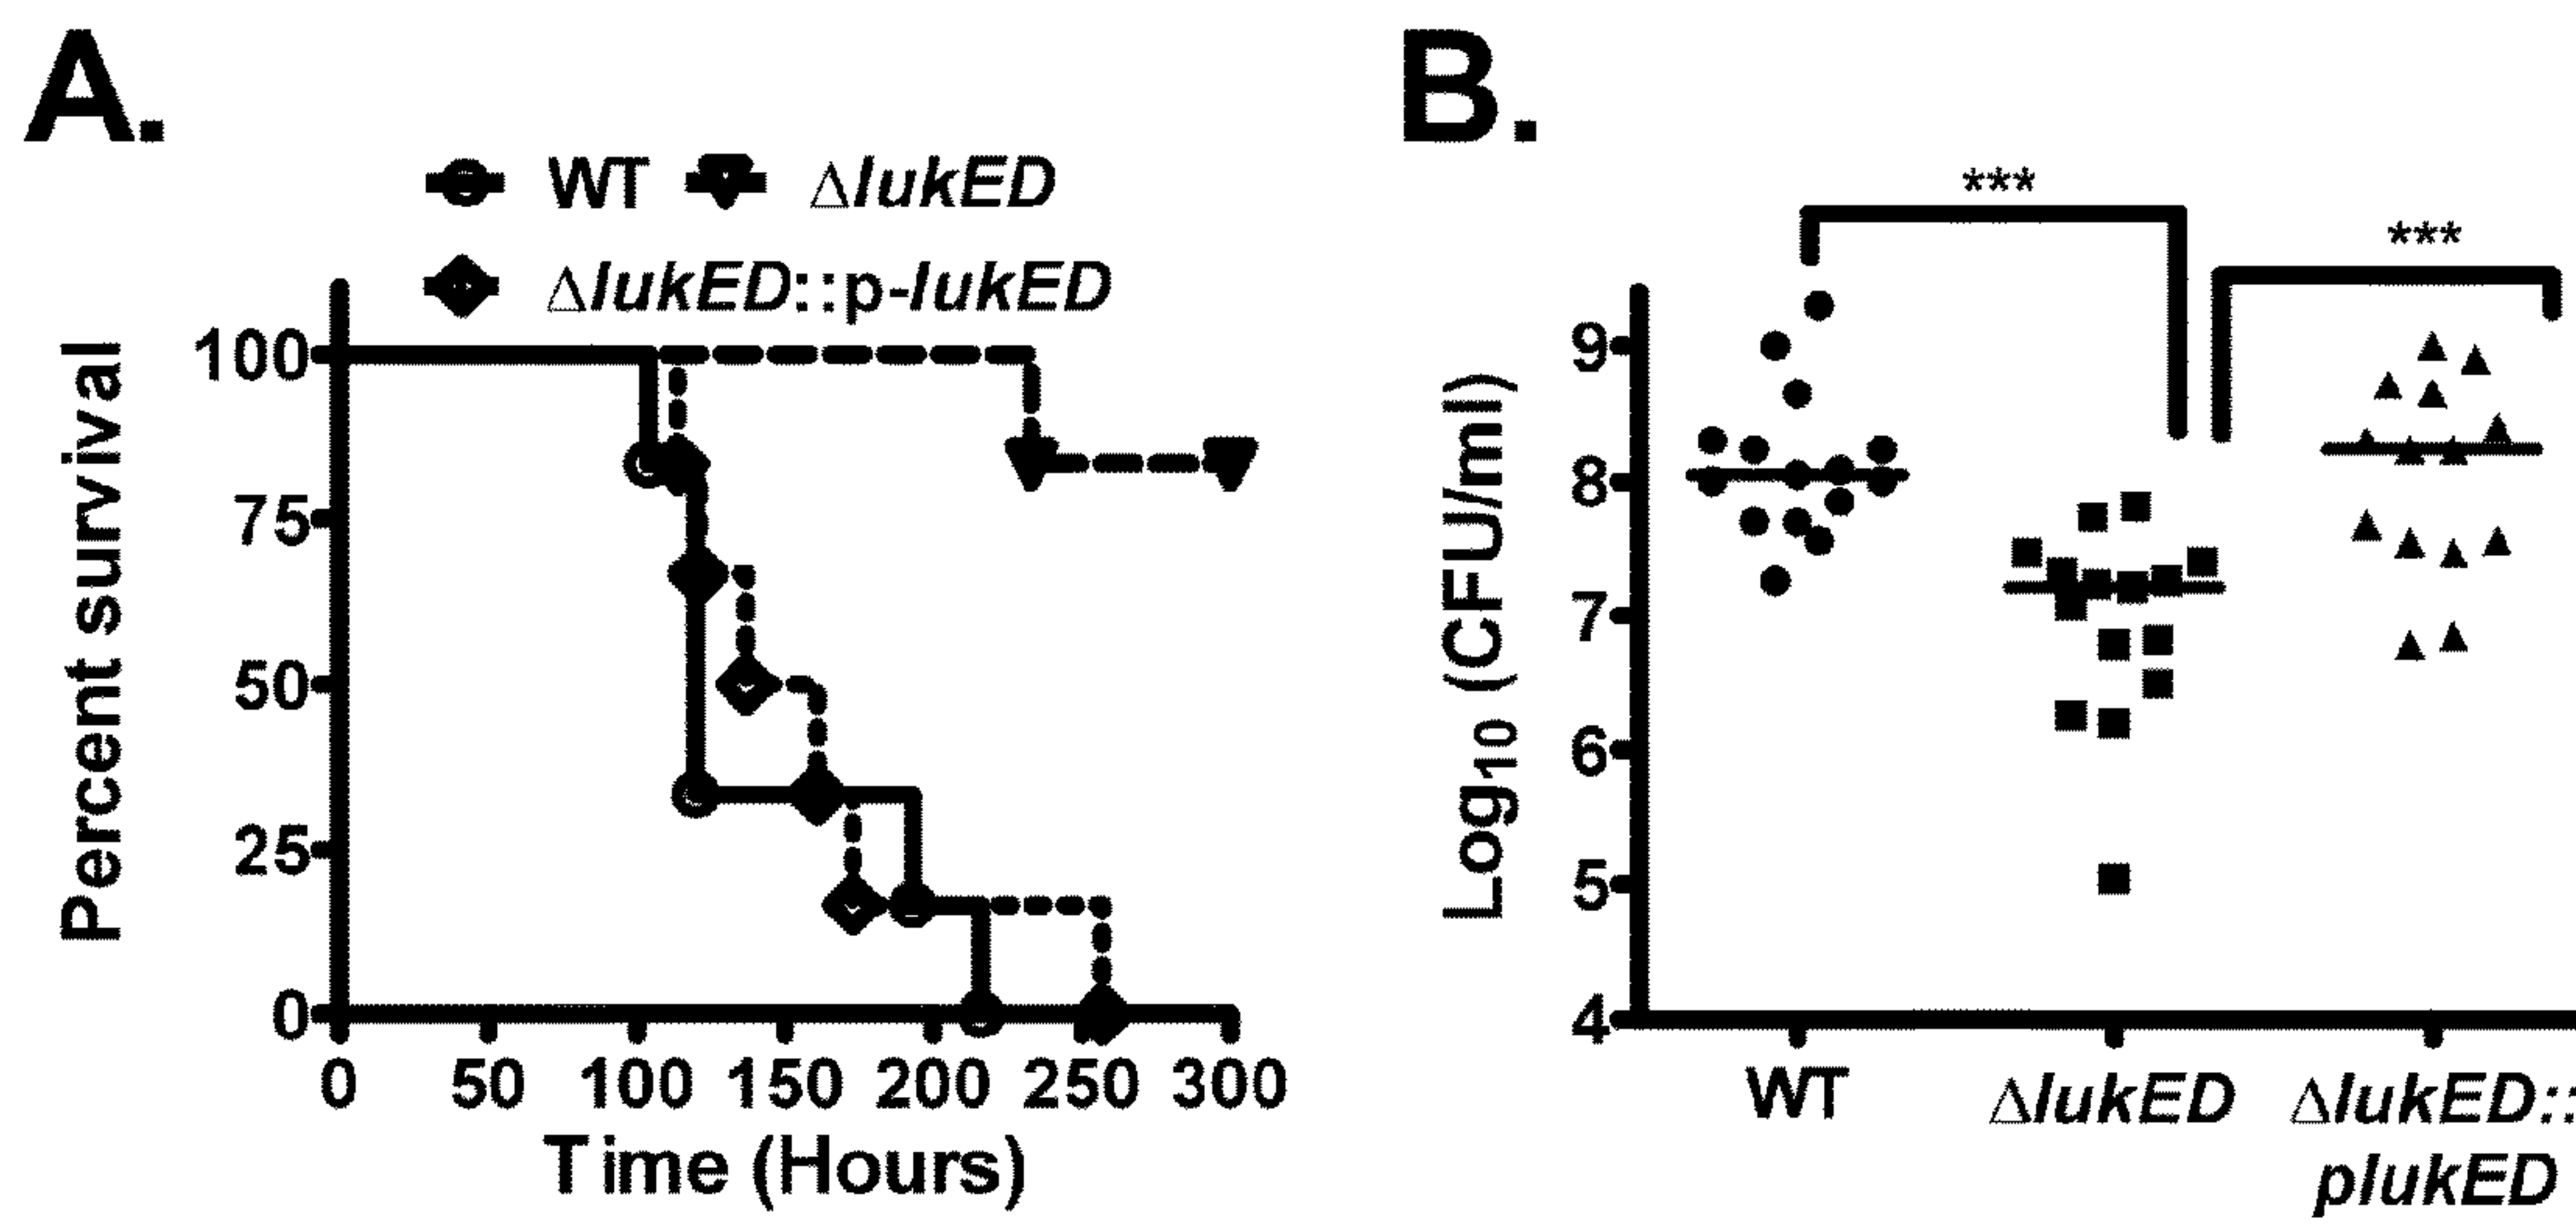 A.
WT ΔlukED
ΔlukED::p-lukED
Percent survival
100
75
50
25
0
0 50 100 150 200 250 300
Time (Hours)
B.
***
***
Log₁₀ (CFU/ml)
9
8
7
6
5
4
WT ΔlukED ΔlukED::
plukED